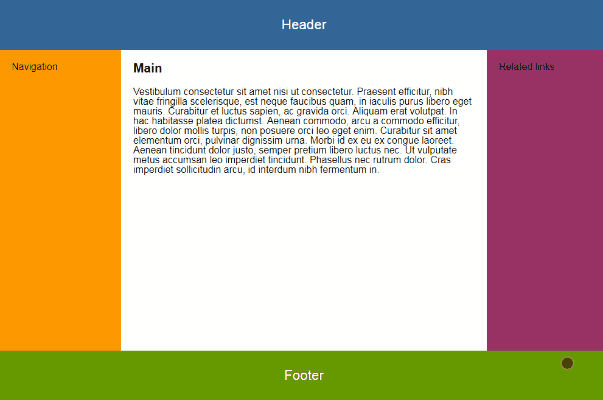 Header
Navigation
Main
Vestibulum consectetur sit amet nisi ut consectetur. Praesent efficitur, nibh
vitae fringilla scelerisque, est neque faucibus quam, in iaculis purus libero eget
mauris. Curabitur et luctus sapien, ac gravida orci. Aliquam erat volutpat. In
hac habitasse platea dictumst. Aenean commodo, arcu a commodo efficitur,
libero dolor mollis turpis, non posuere orci leo eget enim. Curabitur sit amet
elementum orci, pulvinar dignissim urna. Morbi id ex eu ex congue laoreet.
Aenean tincidunt dolor justo, semper pretium libero luctus nec. Ut vulputate
metus accumsan leo imperdiet tincidunt. Phasellus nec rutrum dolor. Cras
imperdiet sollicitudin arcu, id interdum nibh fermentum in.
Related links
Footer